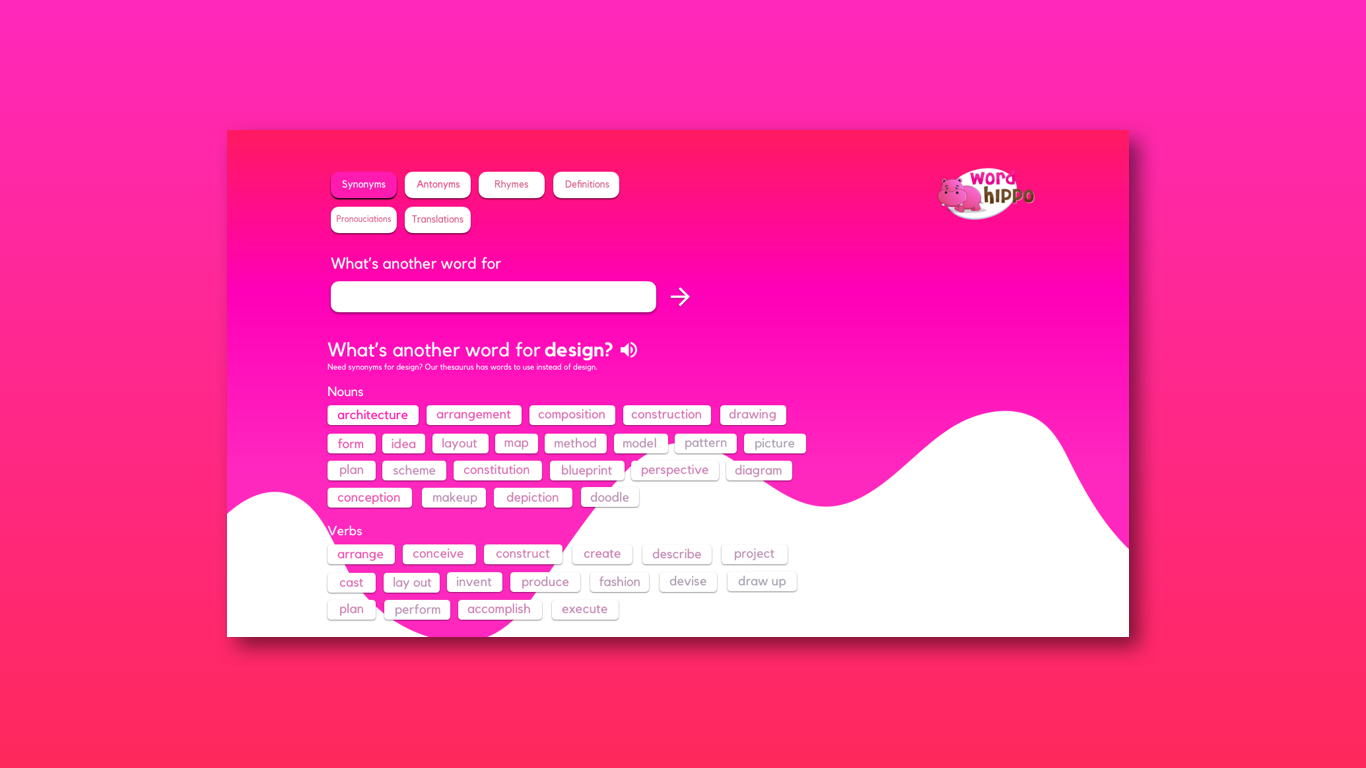 Synonyms Antonyms Rhymes Definitions
Pronouciations Translations
word
hippo
What's another word for
What's another word for design?
Need synonyms for design? Our thesaurus has words to use instead of design.
Nouns
architecture arrangement composition construction drawing
form idea layout map method model pattern picture
plan scheme constitution blueprint perspective diagram
conception makeup depiction doodle
Verbs
arrange conceive construct create describe project
cast lay out invent produce fashion devise draw up
plan perform accomplish execute